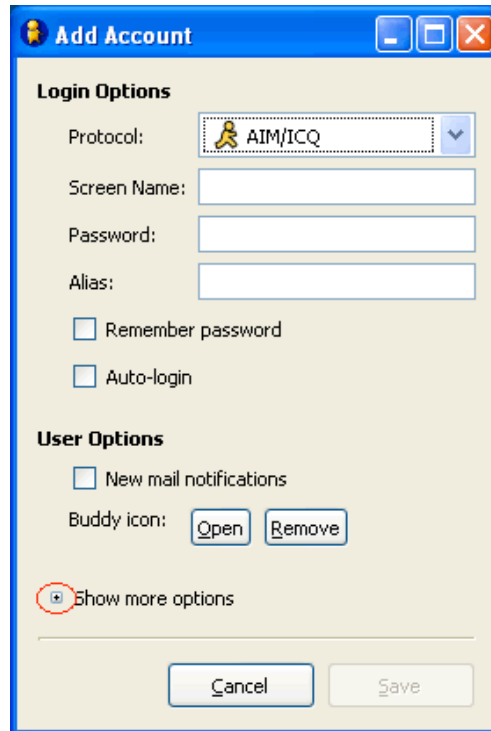 Add Account
Login Options
Protocol: AIM/ICQ
Screen Name:
Password:
Alias:
Remember password
Auto-login
User Options
New mail notifications
Buddy icon: Open Remove
Show more options
Cancel Save